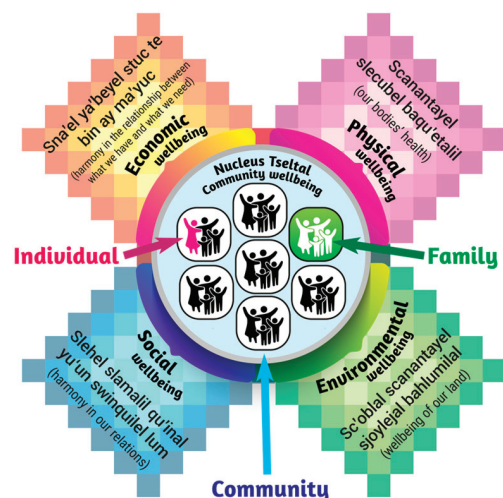 Sna'el ya'beyel stuc te
bin ay ma'yuc
(harmony in the relationship between
what we have and what we need)
Economic
wellbeing
Scanantayel
slecubel baqu'etalil
(our bodies' health)
Physical
wellbeing
Nucleus Tseltal
Community wellbeing
Individual
Family
Social
wellbeing
Slehel slamalil qu'inal
yu'un swinquilel lum
(harmony in our relations)
Environmental
wellbeing
Sc'oblal scanantayel
sjoylejal bahlumilal
(wellbeing of our land)
Community